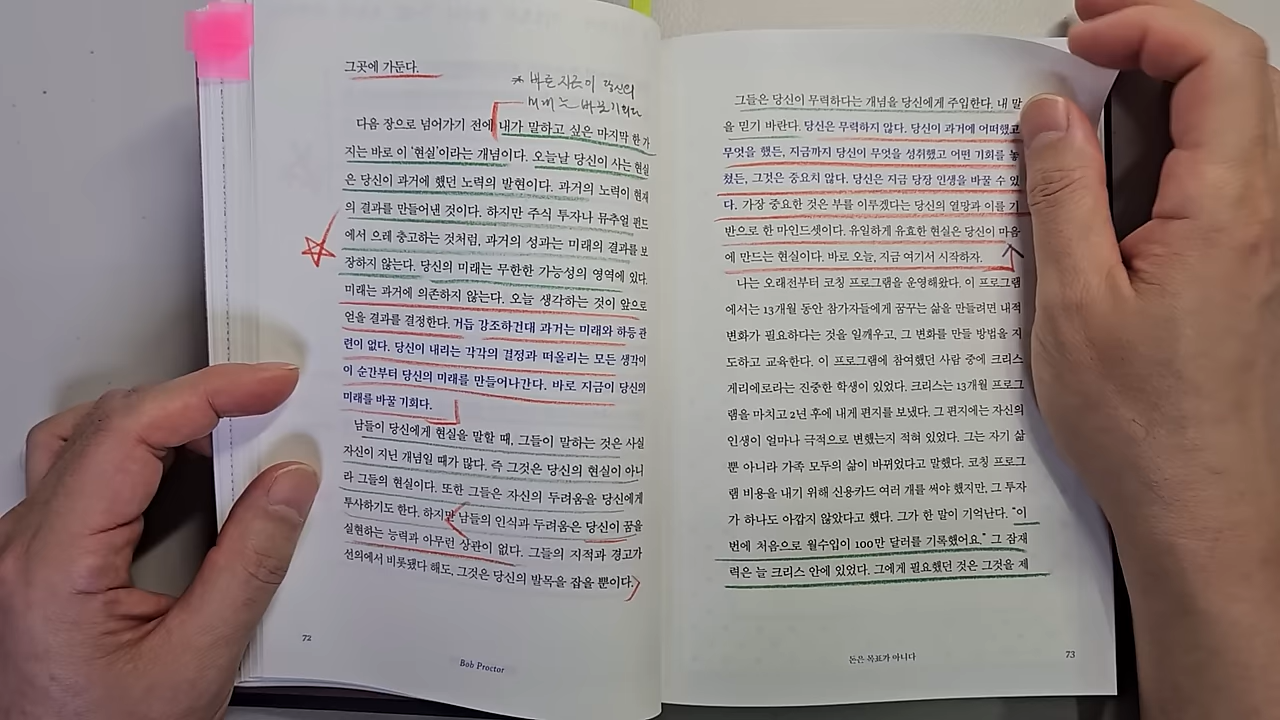 그곳에 가둔다.
* 바로 지금이 당신의
바꿀 기회다
다음 장으로 넘어가기 전에 내가 말하고 싶은 마지막 한 가
지는 바로 이 '현실'이라는 개념이다. 오늘날 당신이 사는 현실
은 당신이 과거에 했던 노력의 발현이다. 과거의 노력이 현재
의 결과를 만들어낸 것이다. 하지만 주식 투자나 뮤추얼 펀드
에서 으레 충고하는 것처럼, 과거의 성과는 미래의 결과를 보
장하지 않는다. 당신의 미래는 무한한 가능성의 영역에 있다.
미래는 과거에 의존하지 않는다. 오늘 생각하는 것이 앞으로
얻을 결과를 결정한다. 거듭 강조하건대 과거는 미래와 하등 관
련이 없다. 당신이 내리는 각각의 결정과 떠올리는 모든 생각이
이 순간부터 당신의 미래를 만들어나간다. 바로 지금이 당신의
미래를 바꿀 기회다.
남들이 당신에게 현실을 말할 때, 그들이 말하는 것은 사실
자신이 지닌 개념일 때가 많다. 즉 그것은 당신의 현실이 아니
라 그들의 현실이다. 또한 그들은 자신의 두려움을 당신에게
투사하기도 한다. 하지만 남들의 인식과 두려움은 당신이 꿈을
실현하는 능력과 아무런 상관이 없다. 그들의 지적과 경고가
선의에서 비롯됐다 해도, 그것은 당신의 발목을 잡을 뿐이다.
72
Bob Proctor
그들은 당신이 무력하다는 개념을 당신에게 주입한다. 내 말
을 믿기 바란다. 당신은 무력하지 않다. 당신이 과거에 어떠했고
무엇을 했든, 지금까지 당신이 무엇을 성취했고 어떤 기회를 놓
쳤든, 그것은 중요치 않다. 당신은 지금 당장 인생을 바꿀 수 있
다. 가장 중요한 것은 부를 이루겠다는 당신의 열망과 이를 기
반으로 한 마인드셋이다. 유일하게 유효한 현실은 당신이 마음
에 만드는 현실이다. 바로 오늘, 지금 여기서 시작하자.
나는 오래전부터 코칭 프로그램을 운영해왔다. 이 프로그램
에서는 13개월 동안 참가자들에게 꿈꾸는 삶을 만들려면 내적
변화가 필요하다는 것을 일깨우고, 그 변화를 만들 방법을 지
도하고 교육한다. 이 프로그램에 참여했던 사람 중에 크리스
게리에로라는 진중한 학생이 있었다. 크리스는 13개월 프로그
램을 마치고 2년 후에 내게 편지를 보냈다. 그 편지에는 자신의
인생이 얼마나 극적으로 변했는지 적혀 있었다. 그는 자기 삶
뿐 아니라 가족 모두의 삶이 바뀌었다고 말했다. 코칭 프로그
램 비용을 내기 위해 신용카드 여러 개를 써야 했지만, 그 투자
가 하나도 아깝지 않았다고 했다. 그가 한 말이 기억난다. "이
번에 처음으로 월수입이 100만 달러를 기록했어요." 그 잠재
력은 늘 크리스 안에 있었다. 그에게 필요했던 것은 그것을 제
돈은 목표가 아니다
73